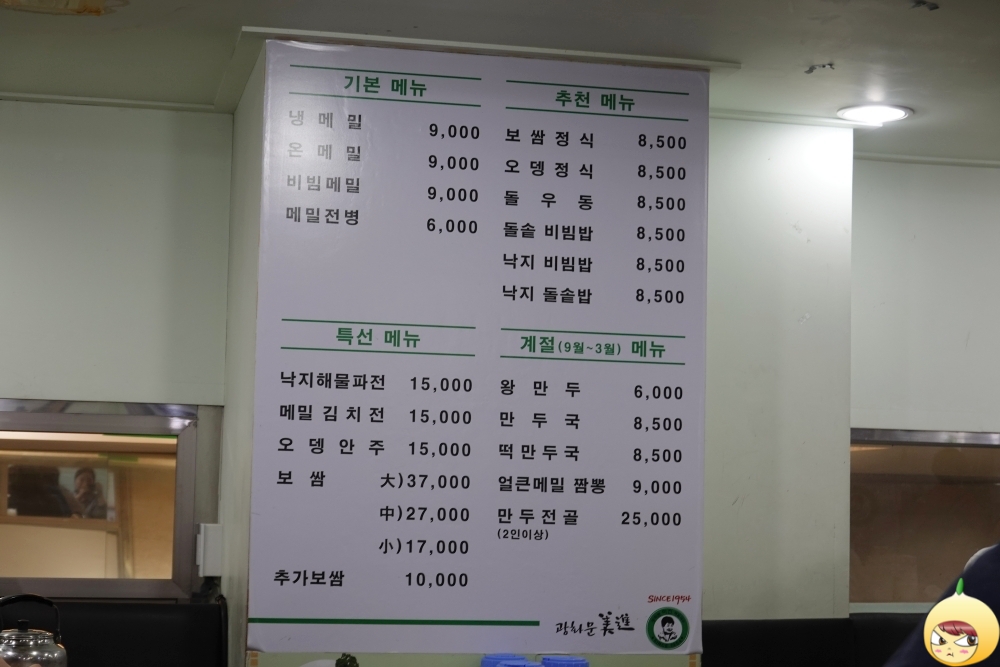 기본 메뉴
냉 메 밀 9,000
온 메 밀 9,000
비빔메밀 9,000
메밀전병 6,000
추천 메뉴
보 쌈 정 식 8,500
오 뎅 정 식 8,500
돌 우 동 8,500
돌솥 비빔밥 8,500
낙지 비빔밥 8,500
낙지 돌솥밥 8,500
특선 메뉴
낙지해물파전 15,000
메밀 김 치 전 15,000
오 뎅 안 주 15,000
보 쌈 大)37,000
中)27,000
小)17,000
추가보쌈 10,000
계절(9월~3월) 메뉴
왕 만 두 6,000
만 두 국 8,500
떡 만 두 국 8,500
얼큰메밀 짬뽕 9,000
만 두 전 골 25,000
(2인이상)
SINCE1954
광화문 美進